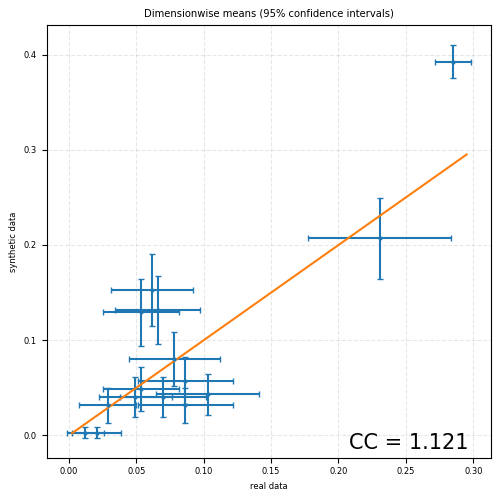 Dimensionwise means (95% confidence intervals)
0.4
0.3
0.2
0.1
0.0
synthetic data
CC = 1.121
0.00 0.05 0.10 0.15 0.20 0.25 0.30
real data